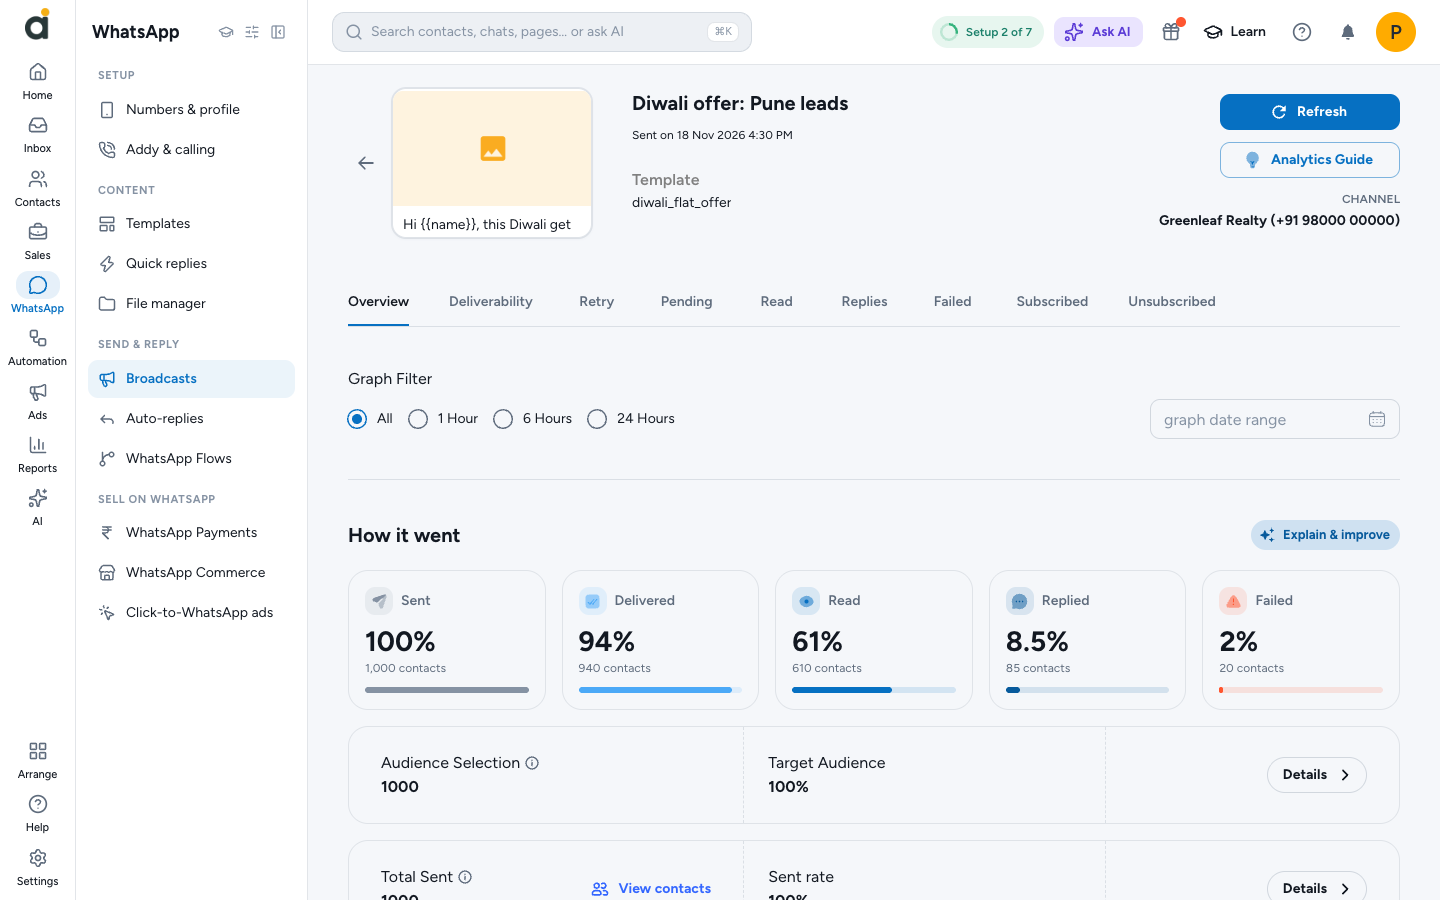 WhatsApp
Search contacts, chats, pages... or ask AI
⌘K
Setup 2 of 7
Ask AI
Learn
P
Home
Inbox
Contacts
Sales
WhatsApp
Automation
Ads
Reports
AI
Arrange
Help
Settings
SETUP
Numbers & profile
Addy & calling
CONTENT
Templates
Quick replies
File manager
SEND & REPLY
Broadcasts
Auto-replies
WhatsApp Flows
SELL ON WHATSAPP
WhatsApp Payments
WhatsApp Commerce
Click-to-WhatsApp ads
Hi {{name}}, this Diwali get
Diwali offer: Pune leads
Sent on 18 Nov 2026 4:30 PM
Template
diwali_flat_offer
Refresh
Analytics Guide
CHANNEL
Greenleaf Realty (+91 98000 00000)
Overview Deliverability Retry Pending Read Replies Failed Subscribed Unsubscribed
Graph Filter
All 1 Hour 6 Hours 24 Hours
graph date range
How it went
Explain & improve
Sent
100%
1,000 contacts
Delivered
94%
940 contacts
Read
61%
610 contacts
Replied
8.5%
85 contacts
Failed
2%
20 contacts
Audience Selection
1000
Target Audience
100%
Details
Total Sent
1000
View contacts
Sent rate
100%
Details